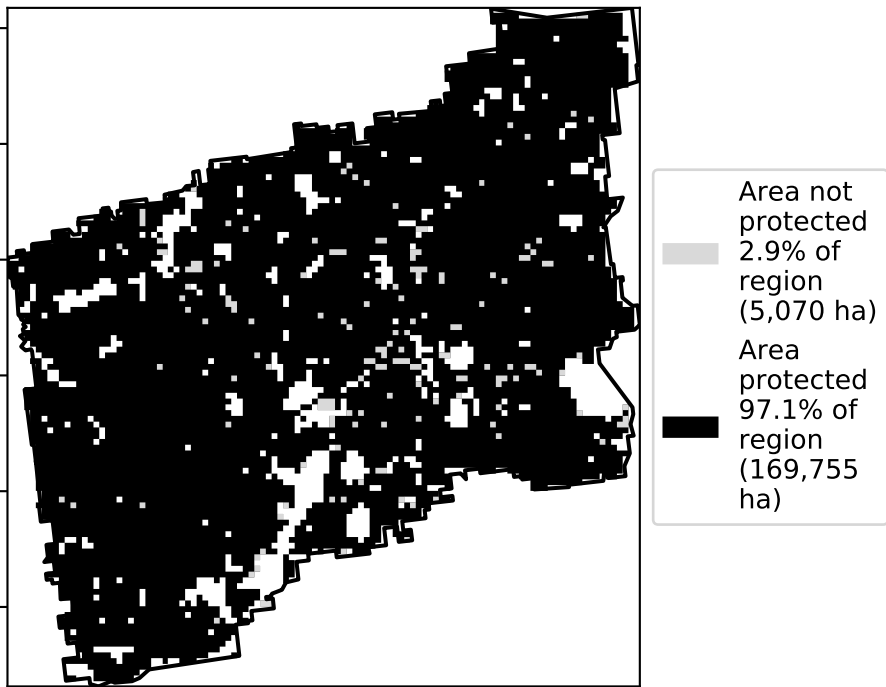 Area not
protected
2.9% of
region
(5,070 ha)
Area
protected
97.1% of
region
(169,755
ha)